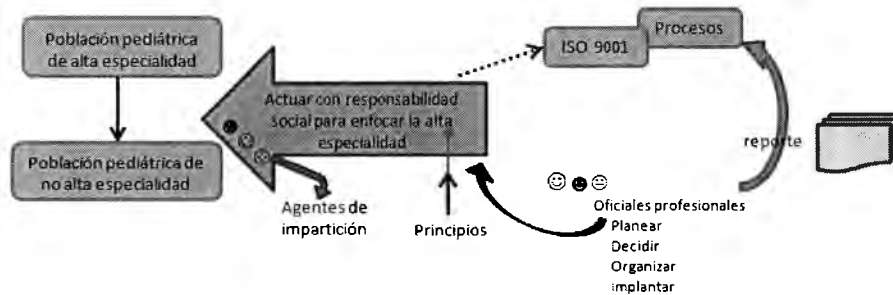 Población pediátrica
de alta especialidad
Población pediátrica de
no alta especialidad
Actuar con responsabilidad
social para enfocar la alta
especialidad
Agentes de
impartición
Principios
ISO 9001
Procesos
reporte
Oficiales profesionales
Planear
Decidir
Organizar
implantar